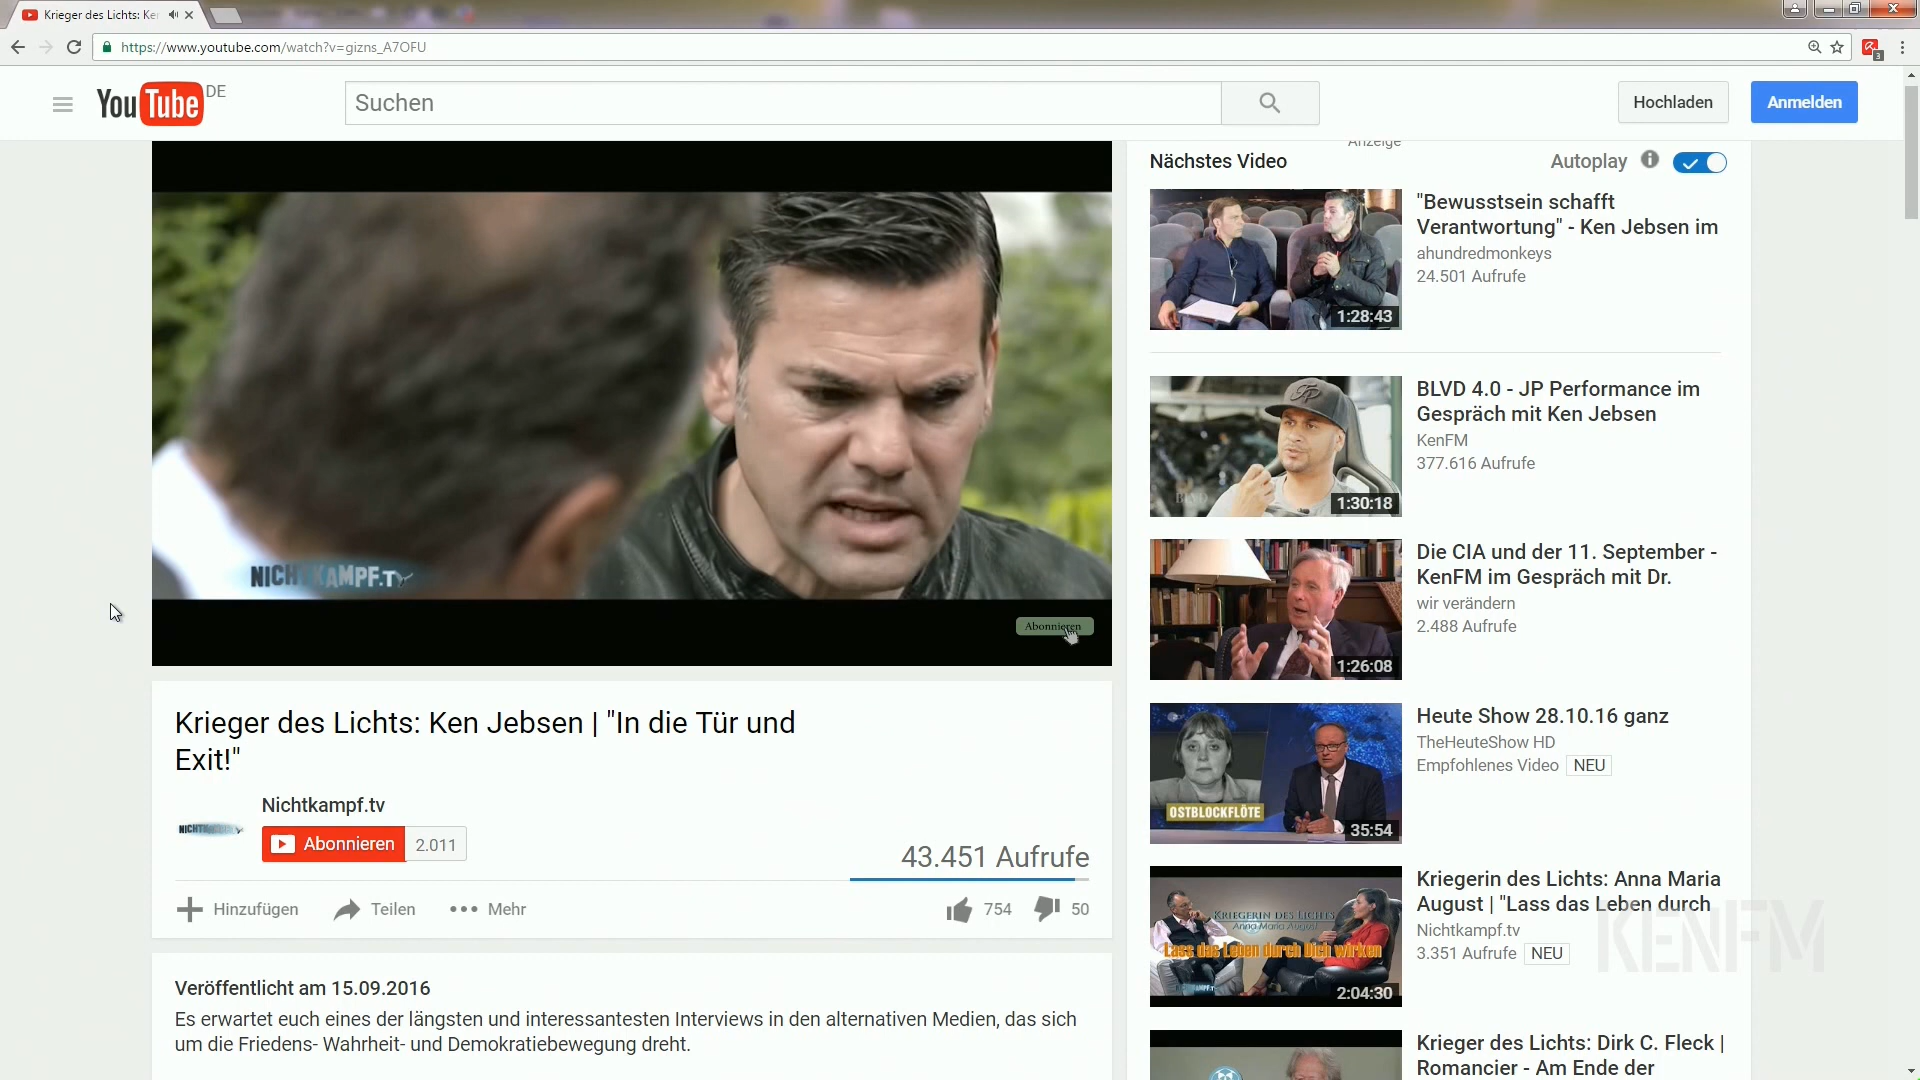 Krieger des Lichts: Ke
https://www.youtube.com/watch?v=gizns_A7OFU
3
YouTube DE
Suchen
Hochladen
Anmelden
NICHTKAMPF.TV
Abonnieren
Krieger des Lichts: Ken Jebsen | "In die Tür und
Exit!"
Nichtkampf.tv
Abonnieren 2.011
43.451 Aufrufe
Hinzufügen Teilen Mehr
754 50
Veröffentlicht am 15.09.2016
Es erwartet euch eines der längsten und interessantesten Interviews in den alternativen Medien, das sich
um die Friedens- Wahrheit- und Demokratiebewegung dreht.
Anzeige
Nächstes Video Autoplay
"Bewusstsein schafft
Verantwortung" - Ken Jebsen im
ahundredmonkeys
24.501 Aufrufe
1:28:43
BLVD 4.0 - JP Performance im
Gespräch mit Ken Jebsen
KenFM
377.616 Aufrufe
1:30:18
Die CIA und der 11. September -
KenFM im Gespräch mit Dr.
wir verändern
2.488 Aufrufe
1:26:08
Heute Show 28.10.16 ganz
TheHeuteShow HD
Empfohlenes Video NEU
OSTBLOCKFLÖTE
35:54
Kriegerin des Lichts: Anna Maria
August | "Lass das Leben durch
Nichtkampf.tv
3.351 Aufrufe NEU
KRIEGERIN DES LICHTS
Anna Maria August
Lass das Leben durch Dich wirken
2:04:30
KENFM
Krieger des Lichts: Dirk C. Fleck |
Romancier - Am Ende der